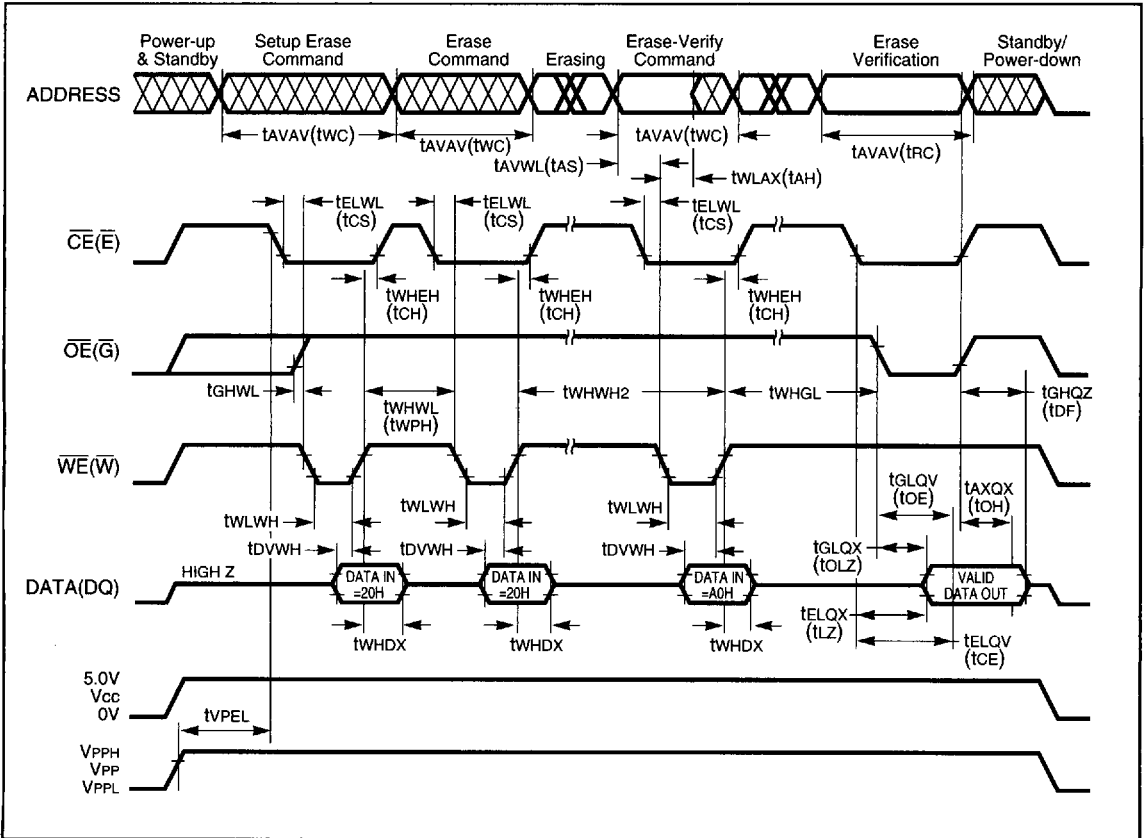 Power-up
& Standby
Setup Erase
Command
Erase
Command
Erasing
Erase-Verify
Command
Erase
Verification
Standby/
Power-down
ADDRESS
tAVAV(tWC)
tAVAV(tWC)
tAVAV(tWC)
tAVAV(tRC)
tAVWL(tAS)
tWLAX(tAH)
tELWL
(tCS)
tELWL
(tCS)
tELWL
(tCS)
CE(E)
tWHEH
(tCH)
tWHEH
(tCH)
tWHEH
(tCH)
OE(G)
tGHWL
tWHWL
(tWPH)
tWHWH2
tWHGL
tGHQZ
(tDF)
WE(W)
tGLQV
(tOE)
tAXQX
(tOH)
tWLWH
tWLWH
tWLWH
tDVWH
tDVWH
tDVWH
tGLQX
(tOLZ)
HIGH Z
DATA(DQ)
DATA IN
=20H
DATA IN
=20H
DATA IN
=A0H
VALID
DATA OUT
tWHDX
tWHDX
tWHDX
tELQX
(tLZ)
tELQV
(tCE)
5.0V
VCC
0V
tVPEL
VPPH
VPP
VPPL